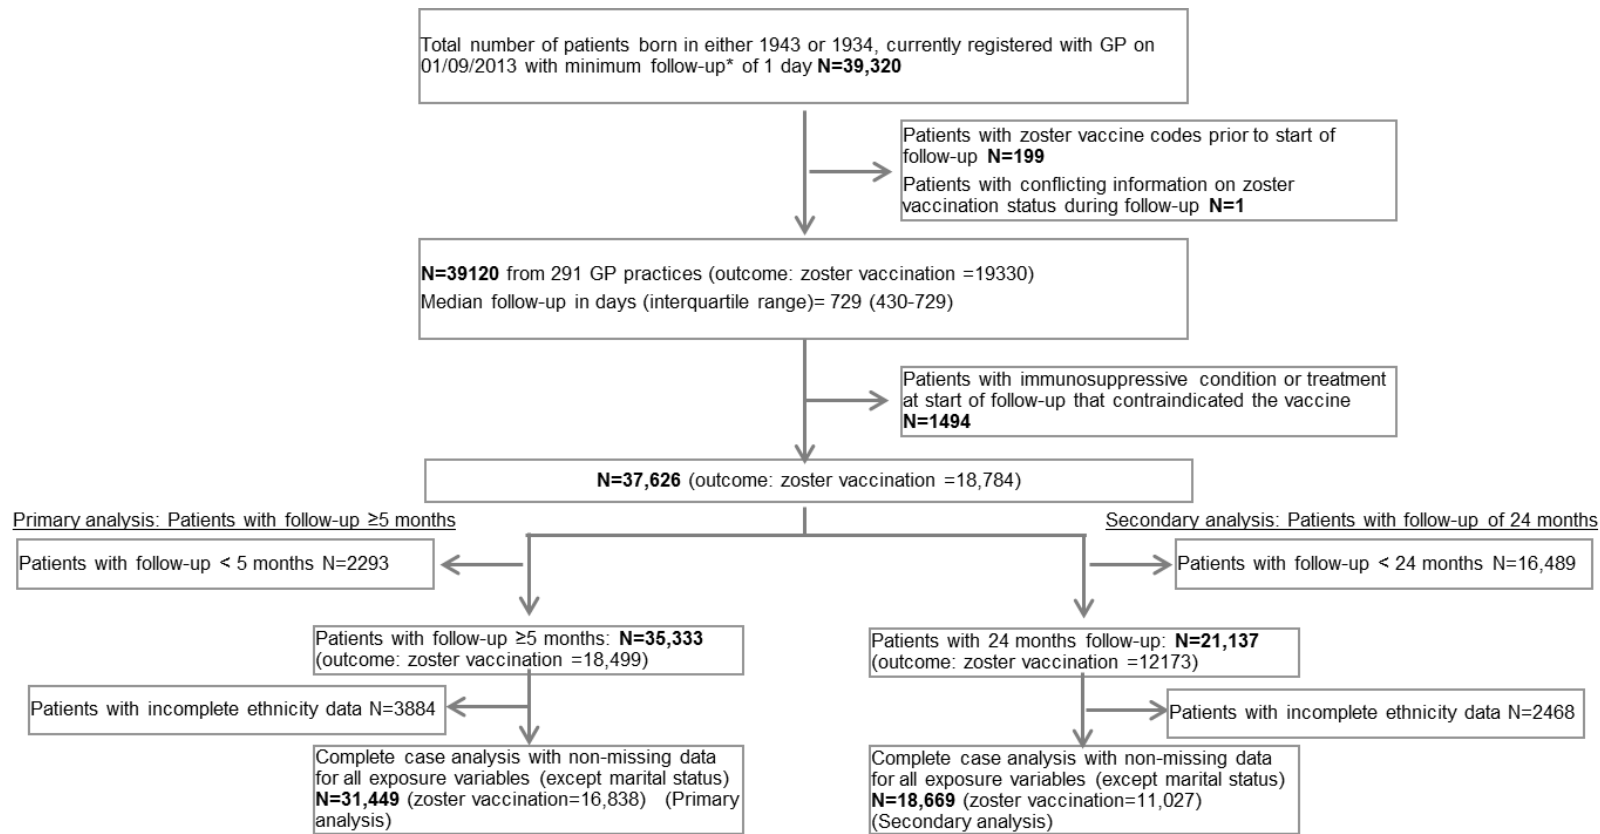 Total number of patients born in either 1943 or 1934, currently registered with GP on
01/09/2013 with minimum follow-up* of 1 day N=39,320
Patients with zoster vaccine codes prior to start of
follow-up N=199
Patients with conflicting information on zoster
vaccination status during follow-up N=1
N=39120 from 291 GP practices (outcome: zoster vaccination =19330)
Median follow-up in days (interquartile range)= 729 (430-729)
Patients with immunosuppressive condition or treatment
at start of follow-up that contraindicated the vaccine
N=1494
N=37,626 (outcome: zoster vaccination =18,784)
Primary analysis: Patients with follow-up ≥5 months
Patients with follow-up < 5 months N=2293
Patients with follow-up ≥5 months: N=35,333
(outcome: zoster vaccination =18,499)
Patients with incomplete ethnicity data N=3884
Complete case analysis with non-missing data
for all exposure variables (except marital status)
N=31,449 (zoster vaccination=16,838) (Primary
analysis)
Secondary analysis: Patients with follow-up of 24 months
Patients with follow-up < 24 months N=16,489
Patients with 24 months follow-up: N=21,137
(outcome: zoster vaccination =12173)
Patients with incomplete ethnicity data N=2468
Complete case analysis with non-missing data
for all exposure variables (except marital status)
N=18,669 (zoster vaccination=11,027)
(Secondary analysis)